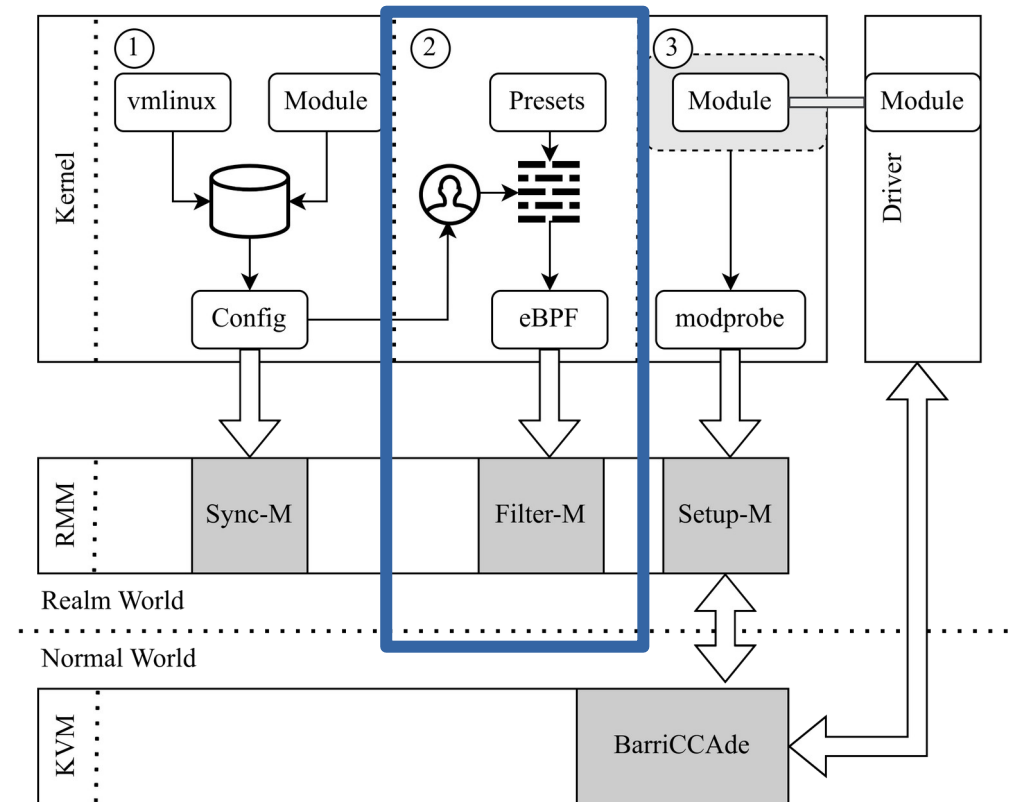 1
2
3
vmlinux
Module
Presets
Module
Module
Kernel
Driver
Config
eBPF
modprobe
RMM
Sync-M
Filter-M
Setup-M
Realm World
Normal World
KVM
BarriCCAde